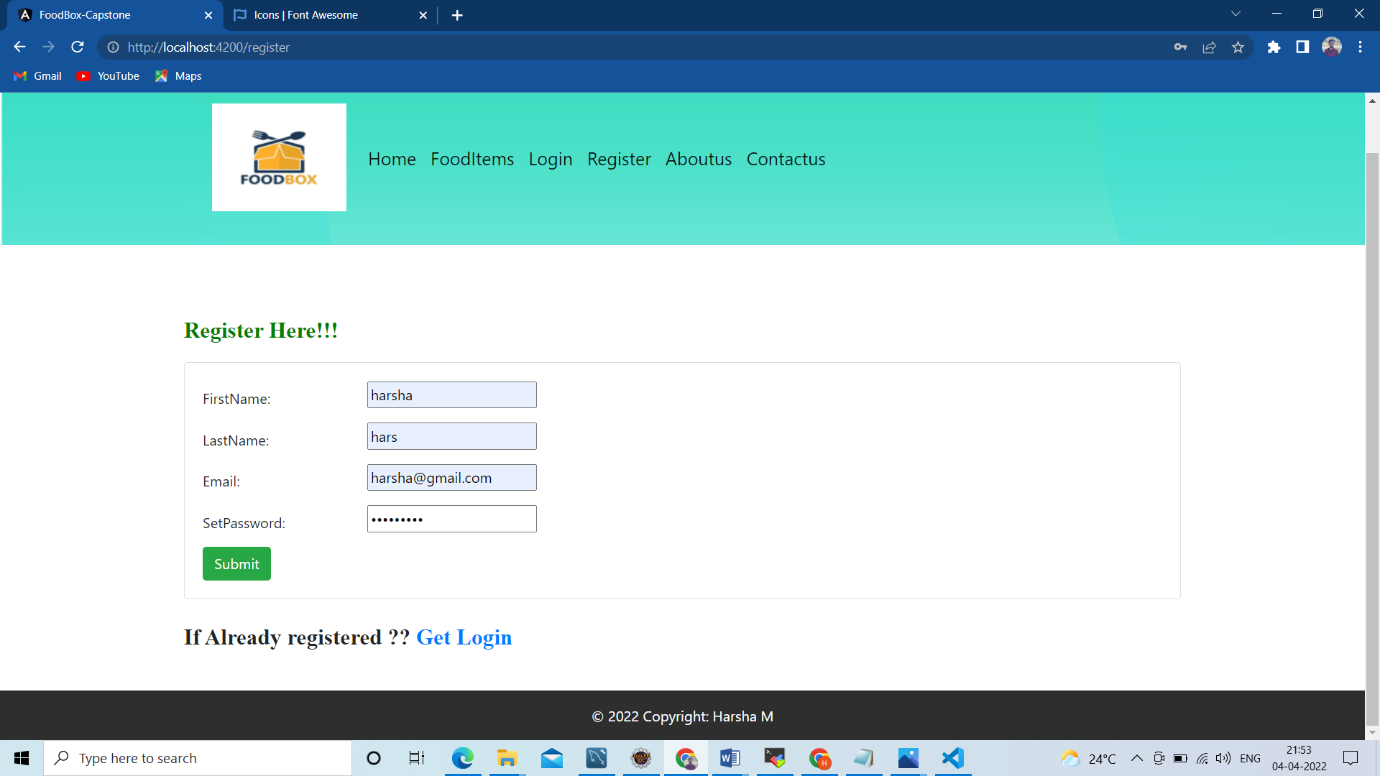 FoodBox-Capstone
Icons | Font Awesome
http://localhost:4200/register
Gmail YouTube Maps
FOODBOX
Home FoodItems Login Register Aboutus Contactus
Register Here!!!
FirstName: harsha
LastName: hars
Email: harsha@gmail.com
SetPassword: •••••••••
Submit
If Already registered ?? Get Login
© 2022 Copyright: Harsha M
Type here to search
24°C ENG
21:53
04-04-2022